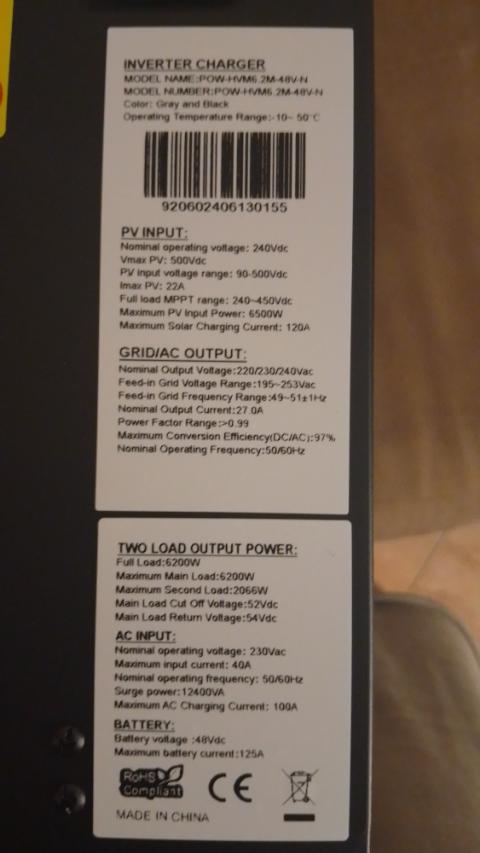 INVERTER CHARGER
MODEL NAME:POW-HVM6.2M-48V-N
MODEL NUMBER:POW-HVM6.2M-48V-N
Color: Gray and Black
Operating Temperature Range:-10~ 50°C
920602406130155
PV INPUT:
Nominal operating voltage: 240Vdc
Vmax PV: 500Vdc
PV input voltage range: 90-500Vdc
Imax PV: 22A
Full load MPPT range: 240~450Vdc
Maximum PV Input Power: 6500W
Maximum Solar Charging Current: 120A
GRID/AC OUTPUT:
Nominal Output Voltage:220/230/240Vac
Feed-in Grid Voltage Range:195~253Vac
Feed-in Grid Frequency Range:49~51±1Hz
Nominal Output Current:27.0A
Power Factor Range:>0.99
Maximum Conversion Efficiency(DC/AC):97%
Nominal Operating Frequency:50/60Hz
TWO LOAD OUTPUT POWER:
Full Load:6200W
Maximum Main Load:6200W
Maximum Second Load:2066W
Main Load Cut Off Voltage:52Vdc
Main Load Return Voltage:54Vdc
AC INPUT:
Nominal operating voltage: 230Vac
Maximum input current: 40A
Nominal operating frequency: 50/60Hz
Surge power:12400VA
Maximum AC Charging Current: 100A
BATTERY:
Battery voltage :48Vdc
Maximum battery current:125A
RoHS
Compliant
CE
MADE IN CHINA